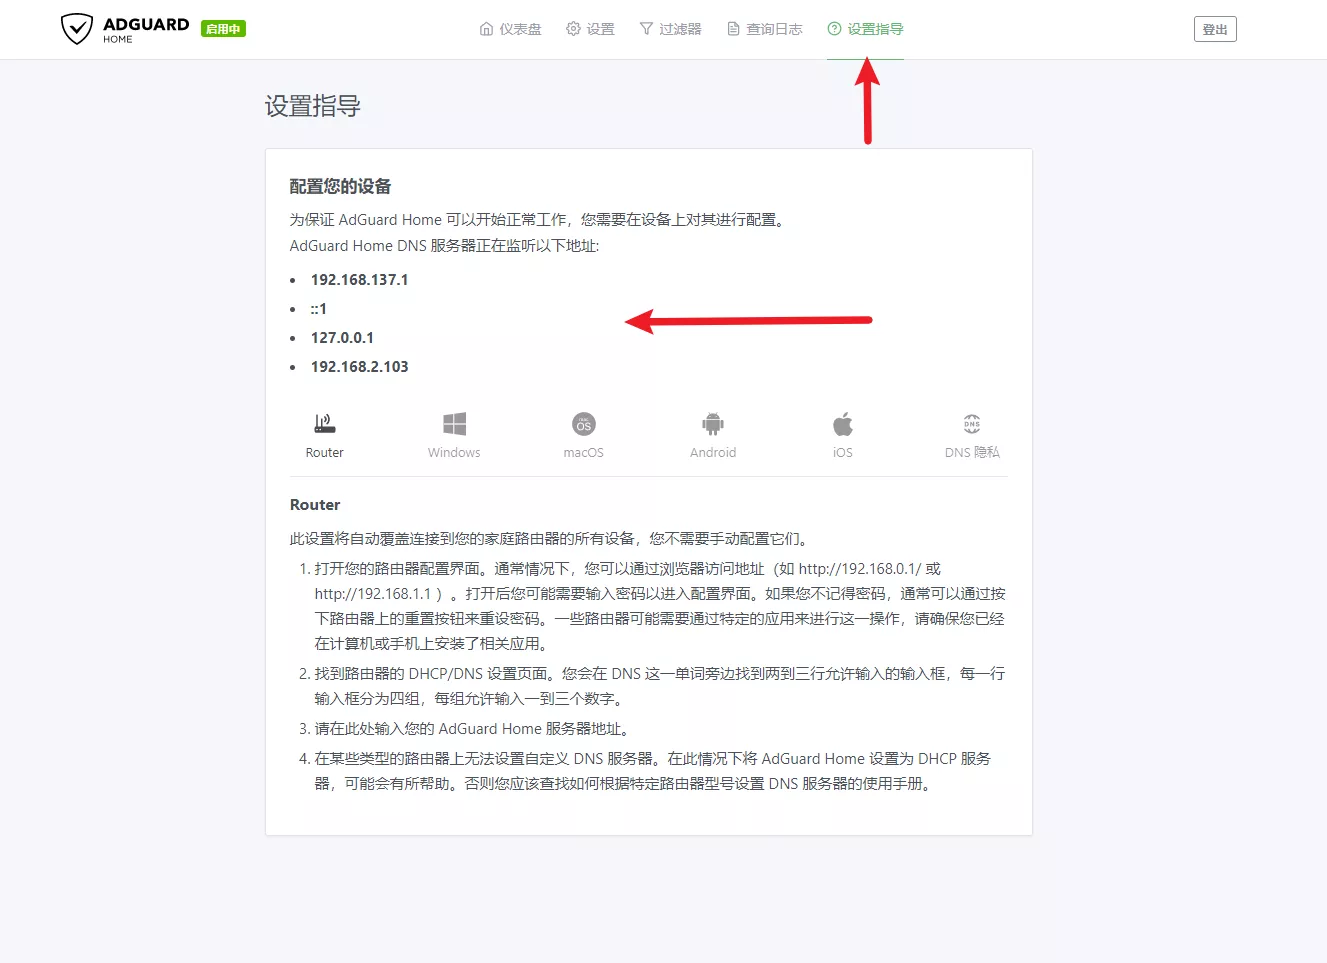 ADGUARD
HOME
启用中
仪表盘
设置
过滤器
查询日志
设置指导
登出
设置指导
配置您的设备
为保证 AdGuard Home 可以开始正常工作，您需要在设备上对其进行配置。
AdGuard Home DNS 服务器正在监听以下地址:
• 192.168.137.1
• ::1
• 127.0.0.1
• 192.168.2.103
Router
Windows
macOS
Android
iOS
DNS
DNS 隐私
Router
此设置将自动覆盖连接到您的家庭路由器的所有设备，您不需要手动配置它们。
1. 打开您的路由器配置界面。通常情况下，您可以通过浏览器访问地址（如 http://192.168.0.1/ 或
http://192.168.1.1 ）。打开后您可能需要输入密码以进入配置界面。如果您不记得密码，通常可以通过按
下路由器上的重置按钮来重设密码。一些路由器可能需要通过特定的应用来进行这一操作，请确保您已经
在计算机或手机上安装了相关应用。
2. 找到路由器的 DHCP/DNS 设置页面。您会在 DNS 这一单词旁边找到两到三行允许输入的输入框，每一行
输入框分为四组，每组允许输入一到三个数字。
3. 请在此处输入您的 AdGuard Home 服务器地址。
4. 在某些类型的路由器上无法设置自定义 DNS 服务器。在此情况下将 AdGuard Home 设置为 DHCP 服务
器，可能会有所帮助。否则您应该查找如何根据特定路由器型号设置 DNS 服务器的使用手册。